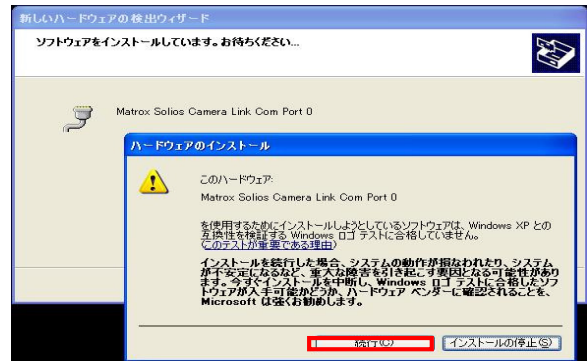 新しいハードウェアの検出ウィザード
ソフトウェアをインストールしています。お待ちください...
Matrox Solios Camera Link Com Port 0
ハードウェアのインストール
このハードウェア:
Matrox Solios Camera Link Com Port 0
を使用するためにインストールしようとしているソフトウェアは、Windows XP との
互換性を検証する Windows ロゴ テストに合格していません。
(このテストが重要である理由)
インストールを続行した場合、システムの動作が損なわれたり、システム
が不安定になるなど、重大な障害を引き起こす要因となる可能性があり
ます。今すぐインストールを中断し、Windows ロゴ テストに合格したソフ
トウェアが入手可能かどうか、ハードウェア ベンダーに確認されることを、
Microsoft は強くお勧めします。
続行(C)
インストールの停止(S)